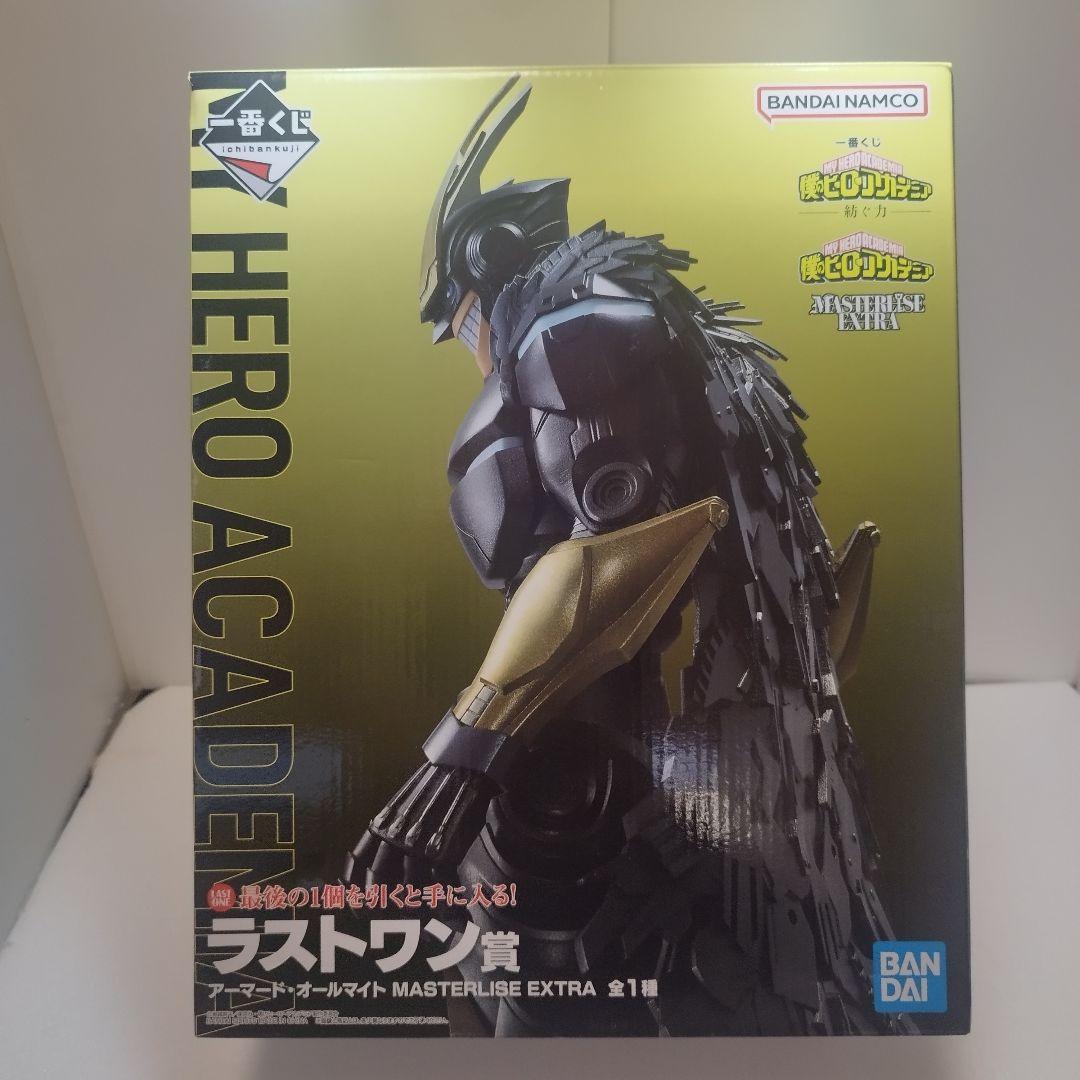 一番くじ
ichibankuji
MY HERO ACADEMIA
BANDAI NAMCO
一番くじ
MY HERO ACADEMIA
僕のヒーローアカデミア
紡ぐ力
MY HERO ACADEMIA
僕のヒーローアカデミア
MASTERLISE
EXTRA
LAST
ONE
最後の1個を引くと手に入る!
ラストワン賞
アーマード・オールマイト MASTERLISE EXTRA 全1種
BAN
DAI